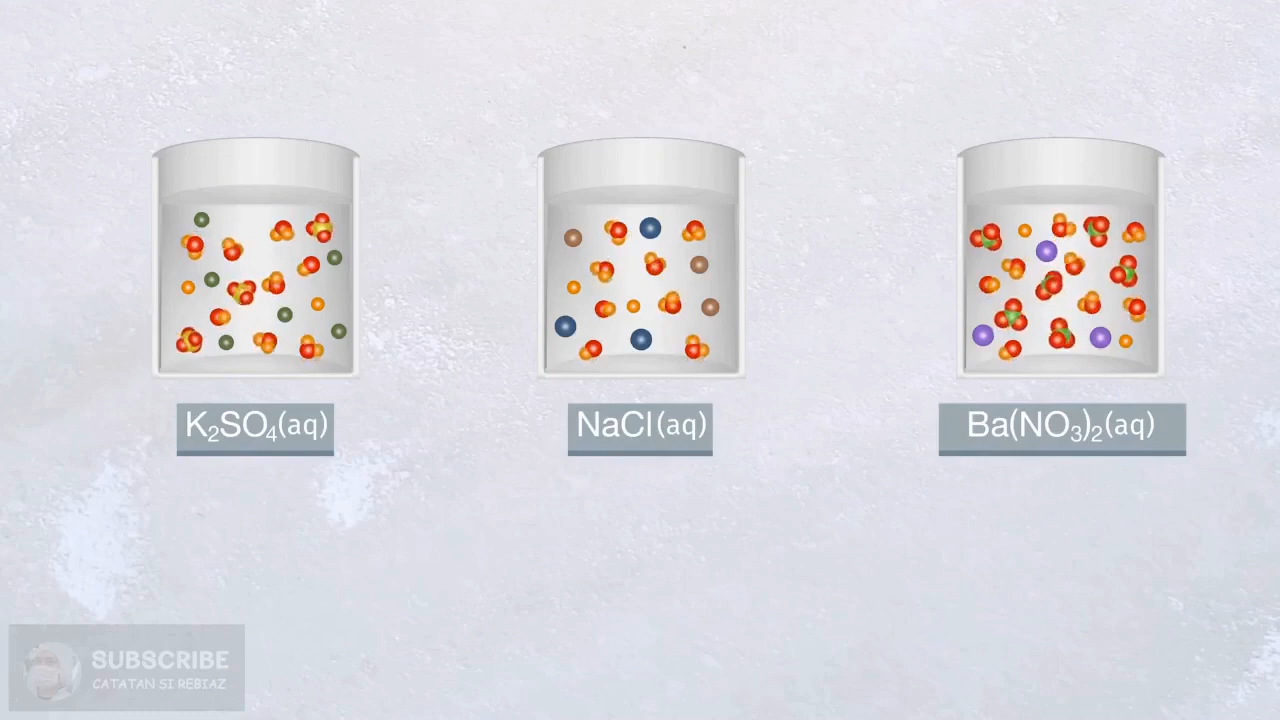 K₂SO₄(aq)
NaCl(aq)
Ba(NO₃)₂(aq)
SUBSCRIBE
CATATAN SI REBIAZ